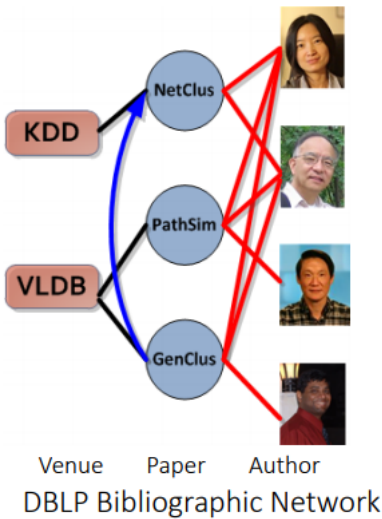 NetClus
KDD
PathSim
VLDB
GenClus
Venue Paper Author
DBLP Bibliographic Network